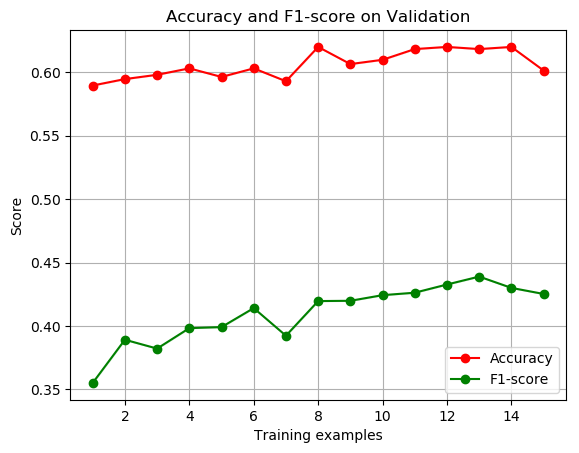 Accuracy and F1-score on Validation
0.60
0.55
0.50
0.45
0.40
0.35
Score
2 4 6 8 10 12 14
Training examples
Accuracy
F1-score